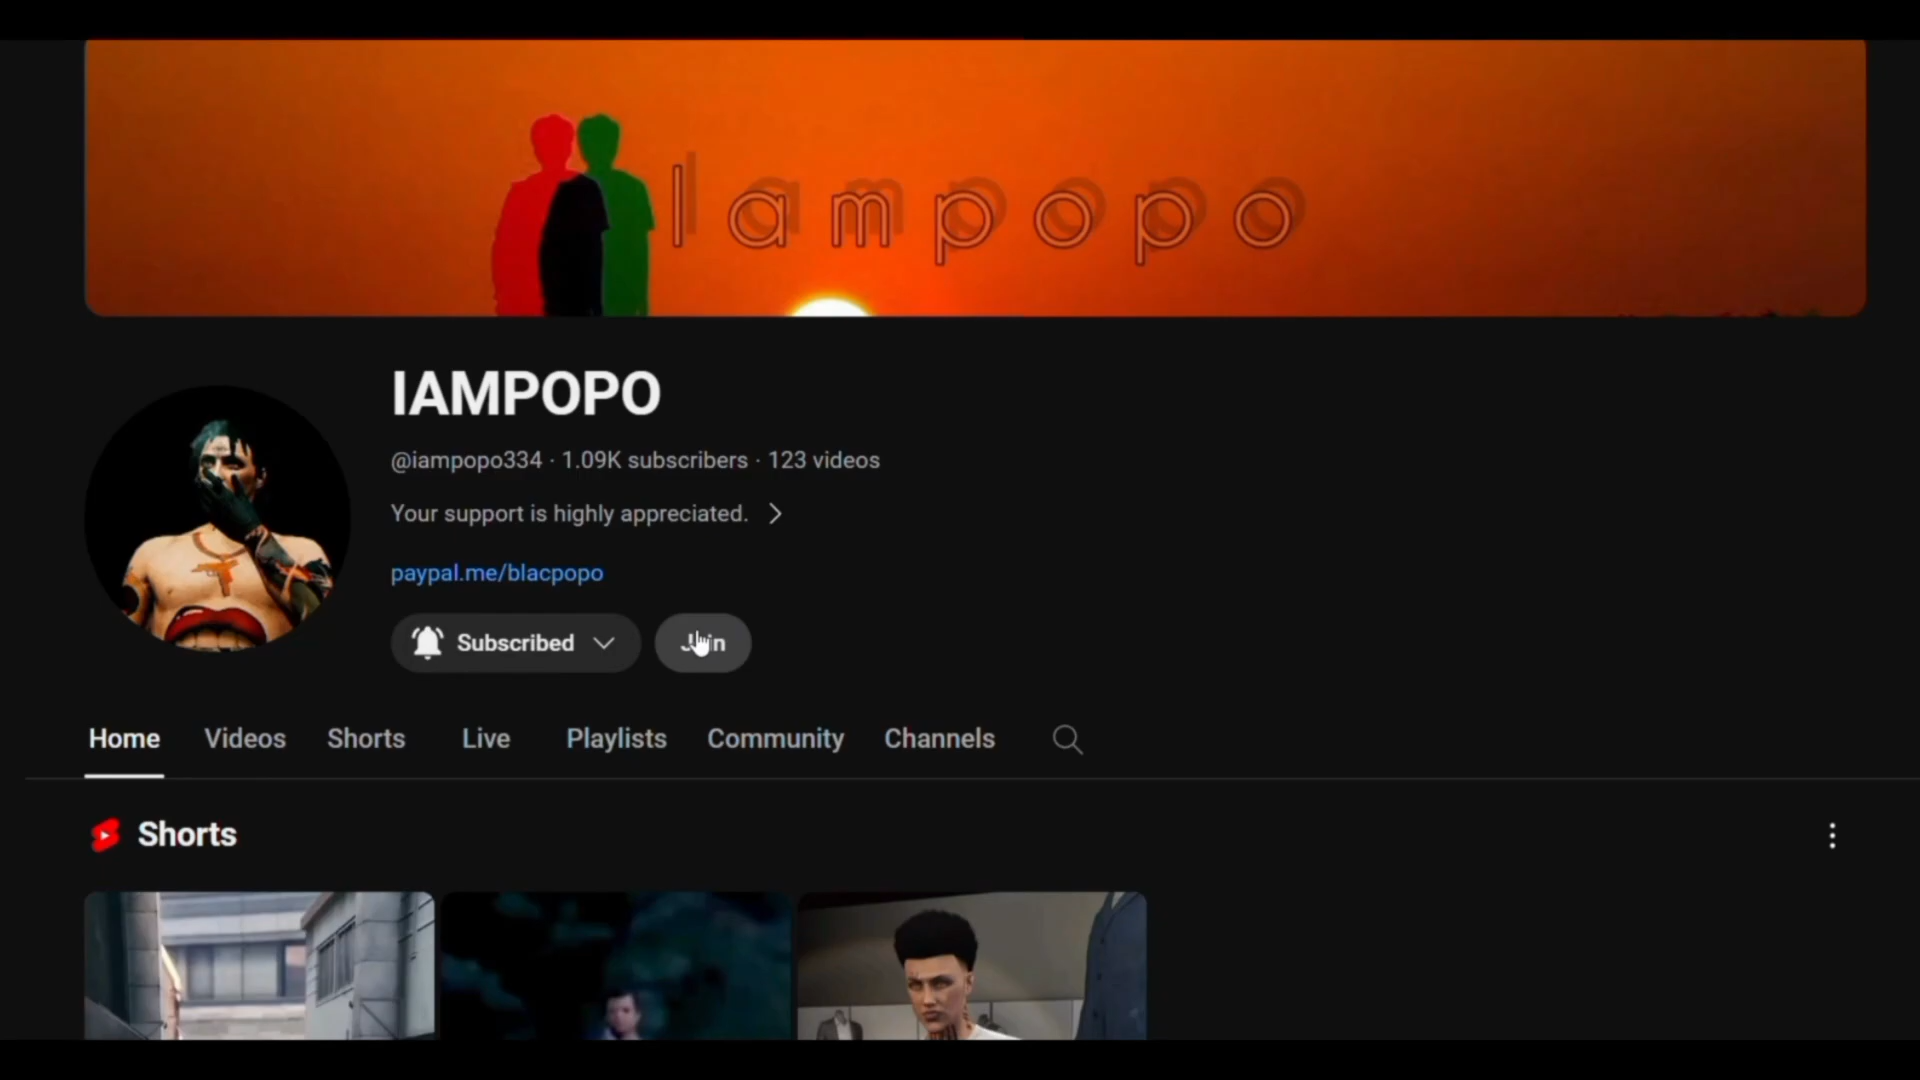 Iampopo
IAMPOPO
@iampopo334 · 1.09K subscribers · 123 videos
Your support is highly appreciated.
paypal.me/blacpopo
Subscribed Join
Home Videos Shorts Live Playlists Community Channels
Shorts